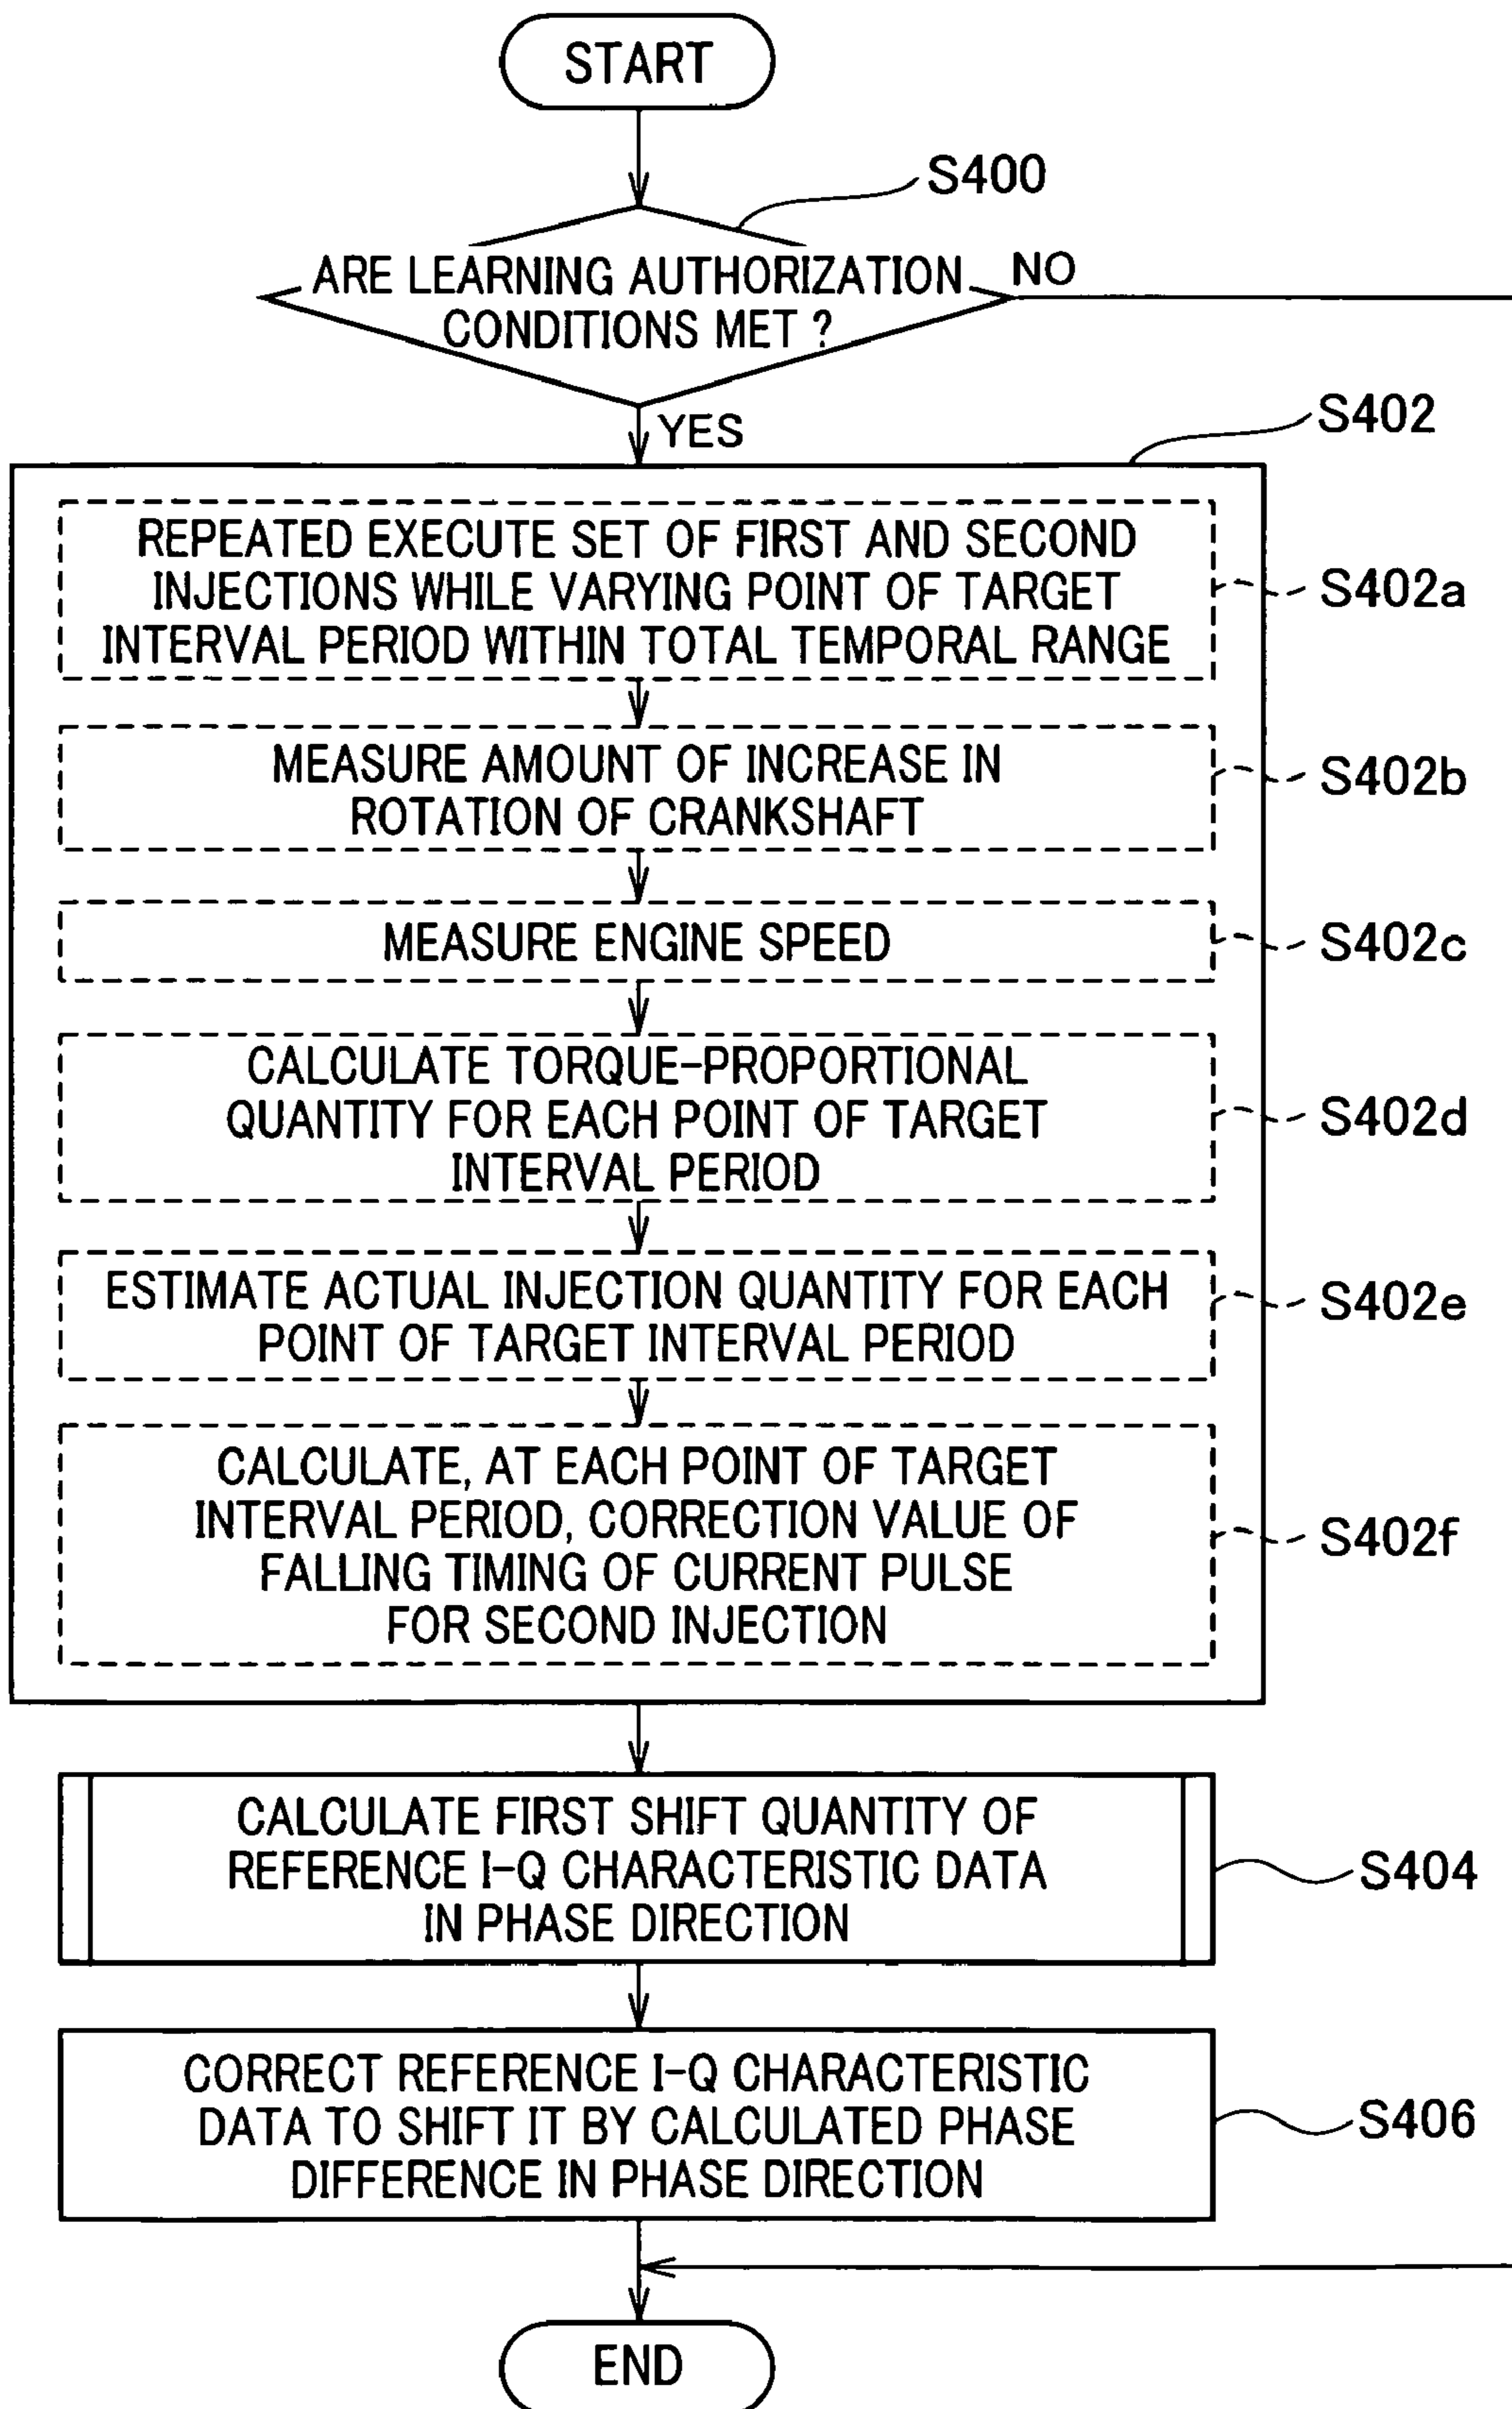 START
S400
ARE LEARNING AUTHORIZATION
CONDITIONS MET ?
NO
YES
S402
REPEATED EXECUTE SET OF FIRST AND SECOND
INJECTIONS WHILE VARYING POINT OF TARGET
INTERVAL PERIOD WITHIN TOTAL TEMPORAL RANGE
S402a
MEASURE AMOUNT OF INCREASE IN
ROTATION OF CRANKSHAFT
S402b
MEASURE ENGINE SPEED
S402c
CALCULATE TORQUE-PROPORTIONAL
QUANTITY FOR EACH POINT OF TARGET
INTERVAL PERIOD
S402d
ESTIMATE ACTUAL INJECTION QUANTITY FOR EACH
POINT OF TARGET INTERVAL PERIOD
S402e
CALCULATE, AT EACH POINT OF TARGET
INTERVAL PERIOD, CORRECTION VALUE OF
FALLING TIMING OF CURRENT PULSE
FOR SECOND INJECTION
S402f
CALCULATE FIRST SHIFT QUANTITY OF
REFERENCE I-Q CHARACTERISTIC DATA
IN PHASE DIRECTION
S404
CORRECT REFERENCE I-Q CHARACTERISTIC
DATA TO SHIFT IT BY CALCULATED PHASE
DIFFERENCE IN PHASE DIRECTION
S406
END